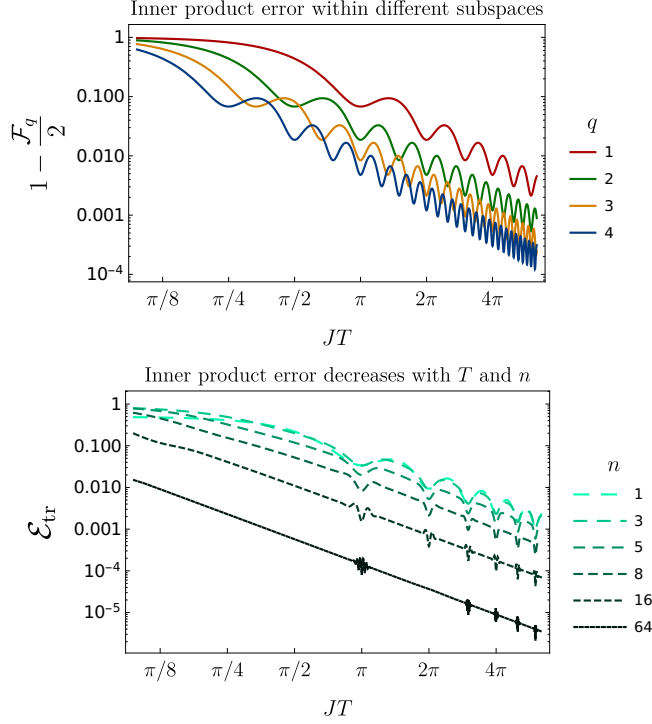 Inner product error within different subspaces
1
0.100
0.010
0.001
10⁻⁴
1 − 𝓕_q/2
π/8
π/4
π/2
π
2π
4π
JT
q
1
2
3
4
Inner product error decreases with T and n
1
0.100
0.010
0.001
10⁻⁴
10⁻⁵
𝓔_tr
π/8
π/4
π/2
π
2π
4π
JT
n
1
3
5
8
16
64